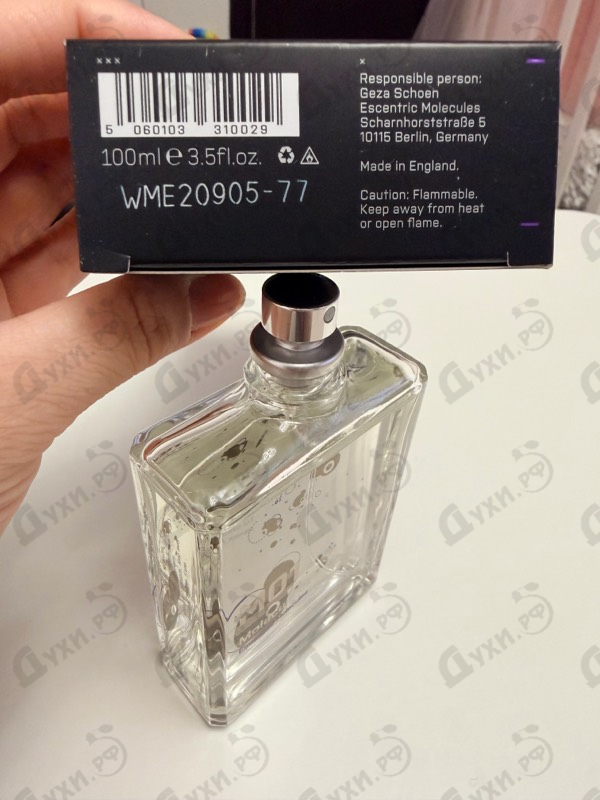 xxx
5 060103 310029
100ml e 3.5fl.oz.
WME20905-77
x
Responsible person:
Geza Schoen
Escentric Molecules
Scharnhorststraße 5
10115 Berlin, Germany
Made in England.
Caution: Flammable.
Keep away from heat
or open flame.
Духи.РФ